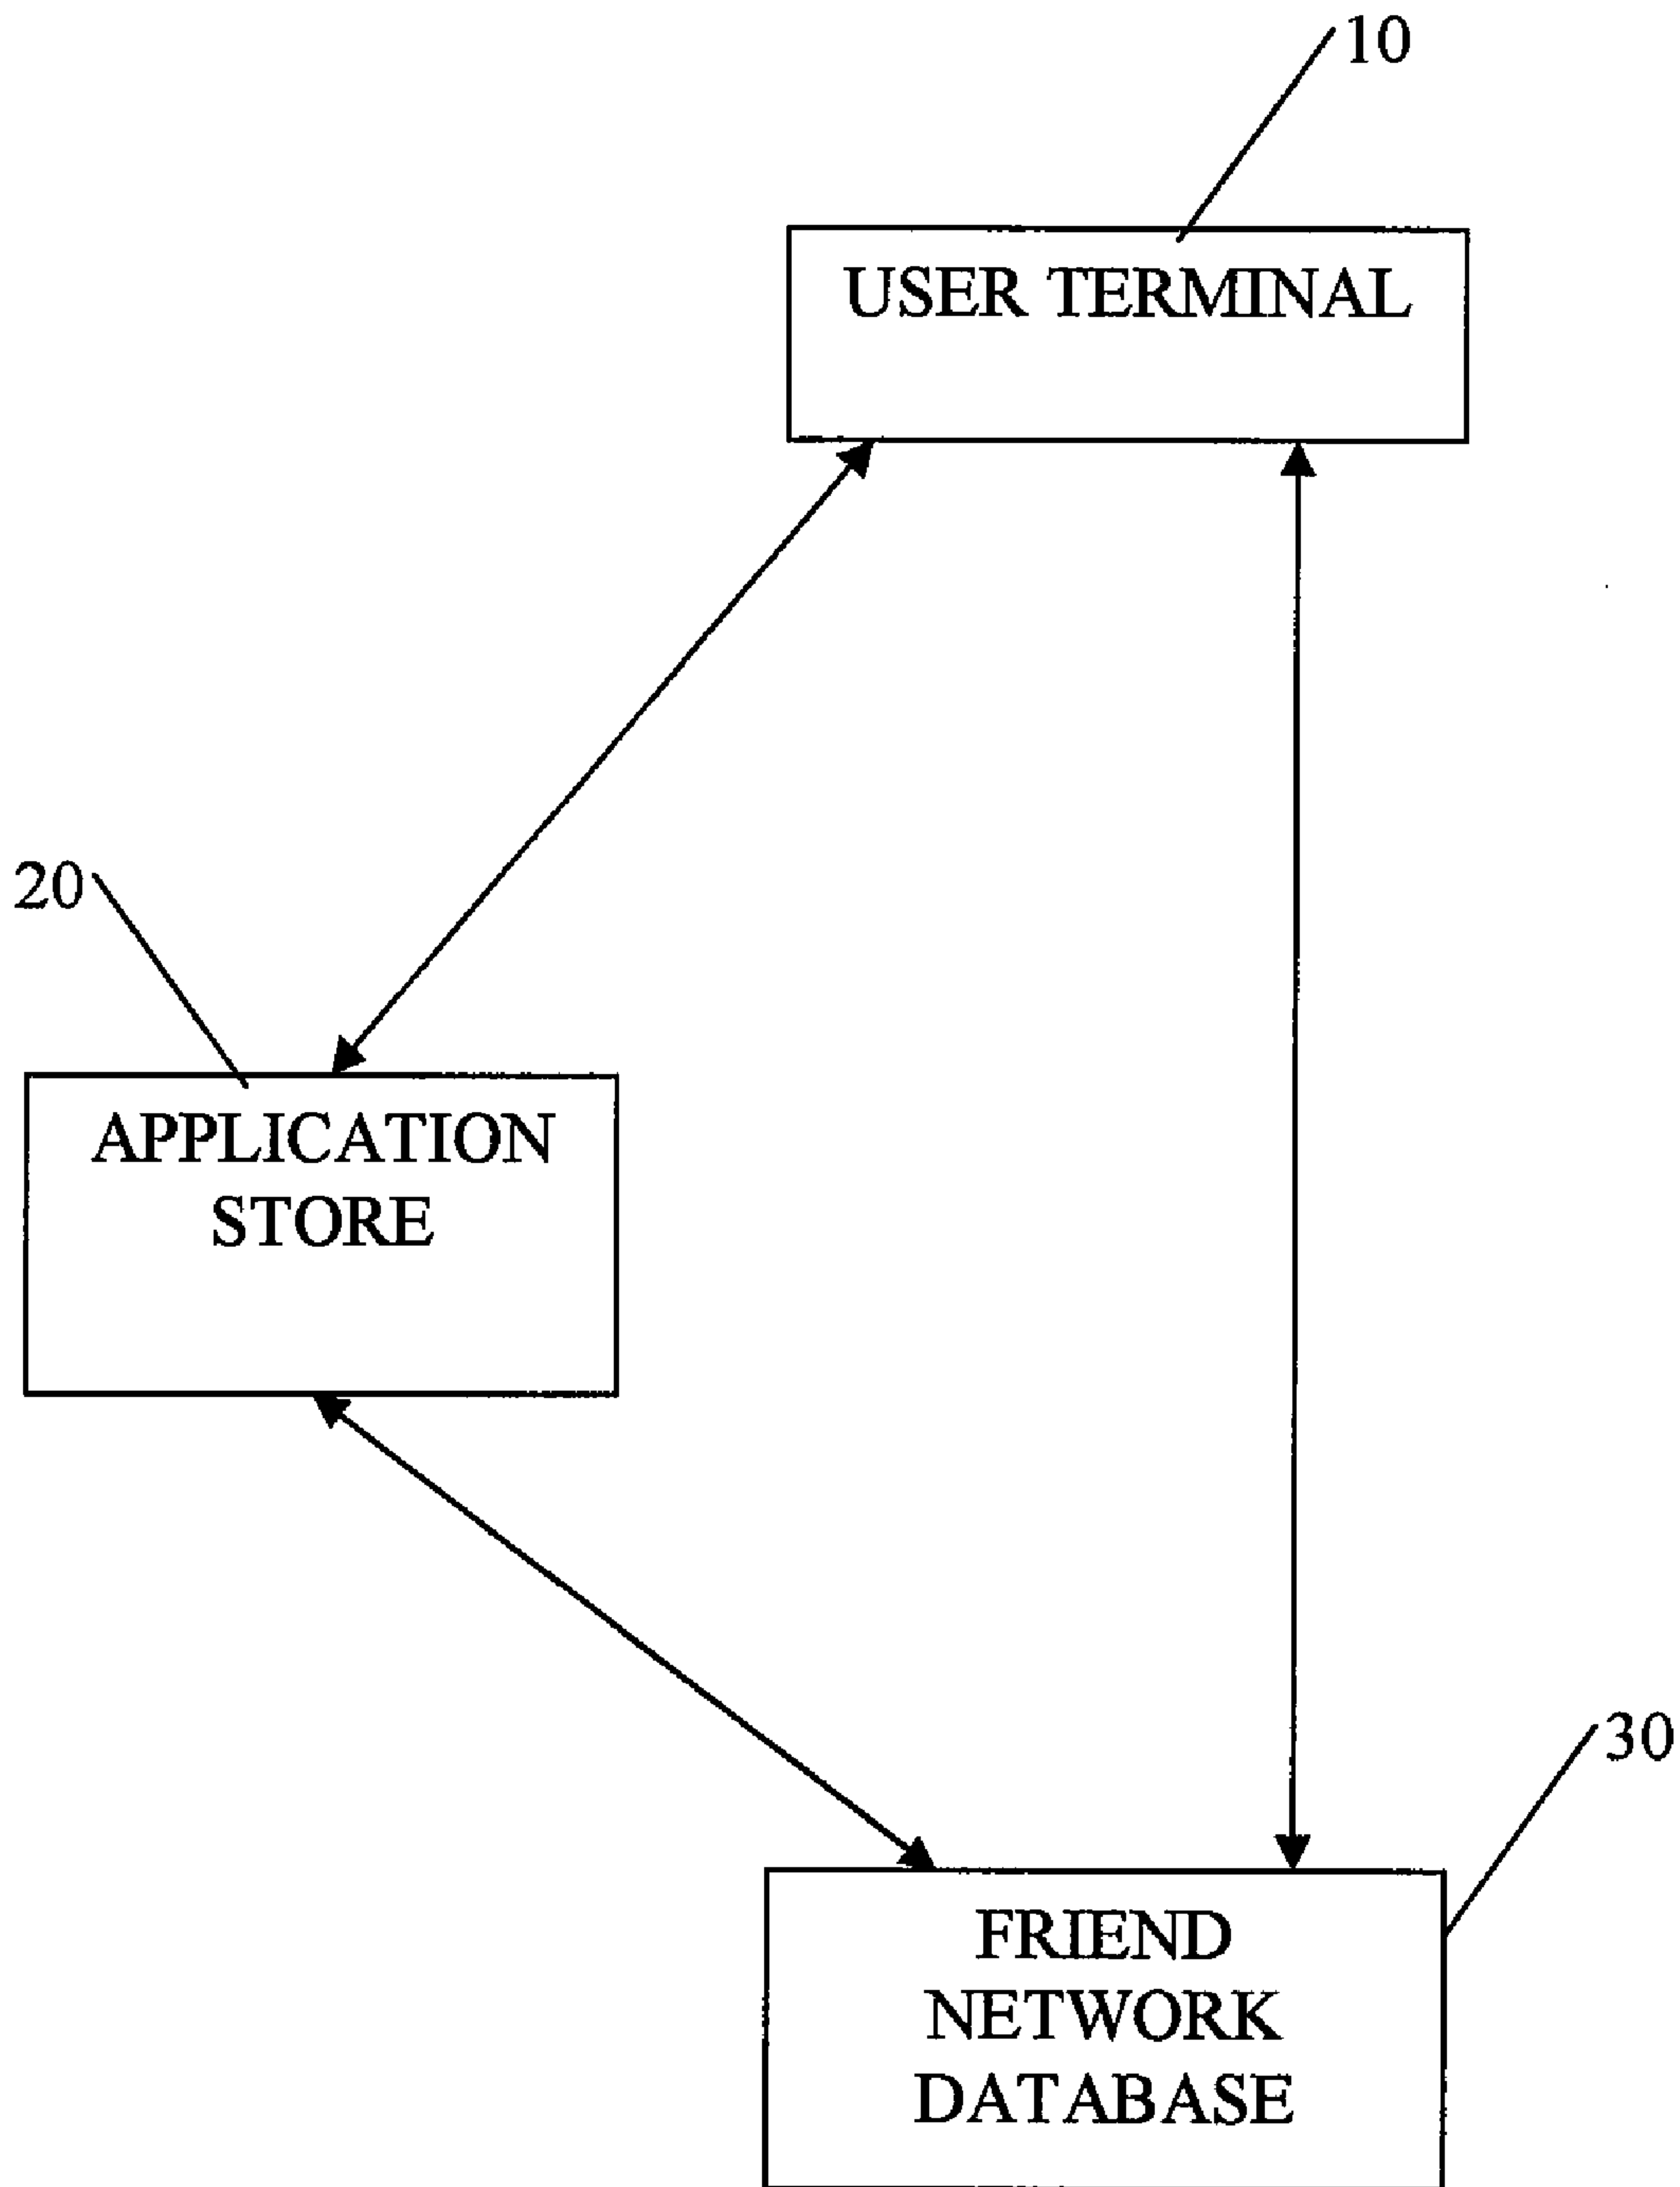 10
USER TERMINAL
20
APPLICATION
STORE
30
FRIEND
NETWORK
DATABASE